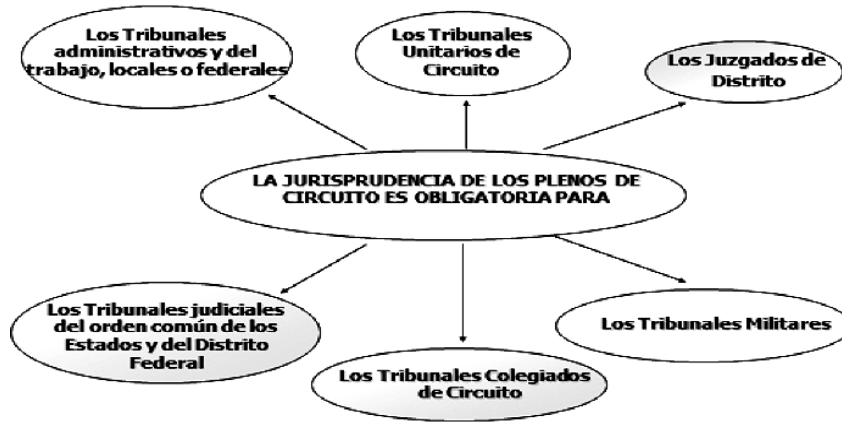 Los Tribunales
administrativos y del
trabajo, locales o federales
Los Tribunales
Unitarios de
Circuito
Los Juzgados de
Distrito
LA JURISPRUDENCIA DE LOS PLENOS DE
CIRCUITO ES OBLIGATORIA PARA
Los Tribunales judiciales
del orden común de los
Estados y del Distrito
Federal
Los Tribunales Colegiados
de Circuito
Los Tribunales Militares